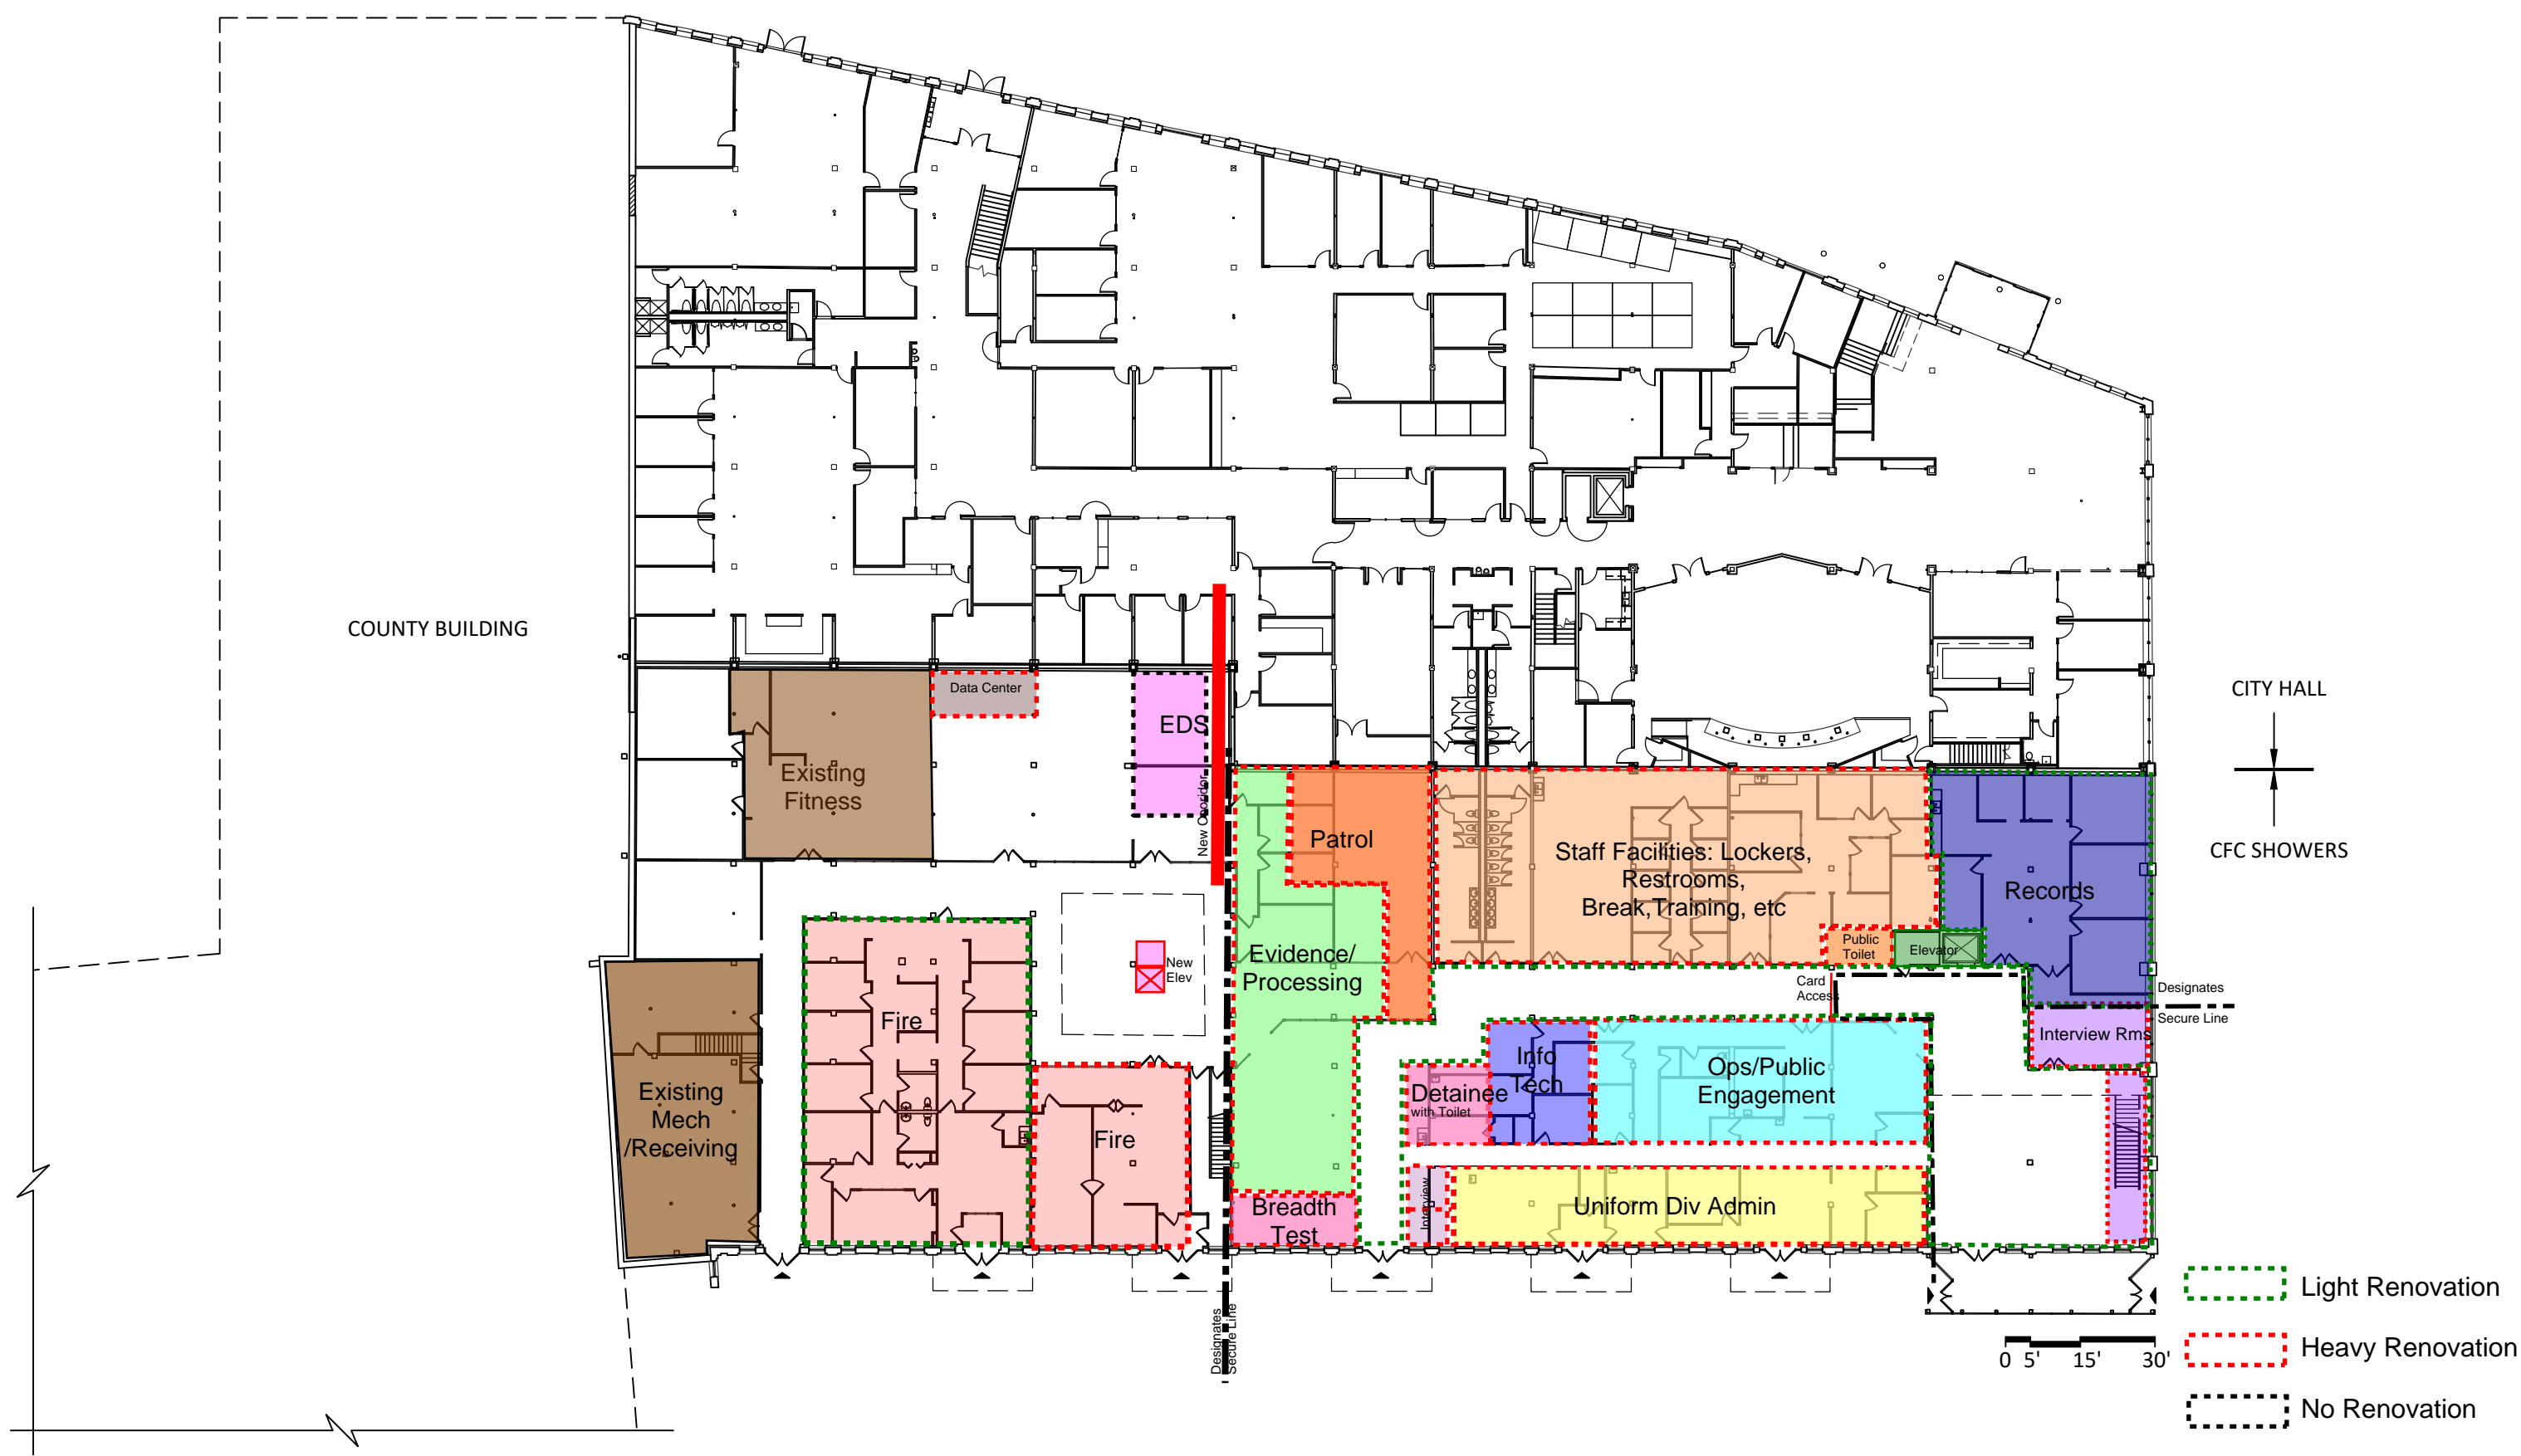 COUNTY BUILDING
CITY HALL
CFC SHOWERS
Data Center
EDS
New Cooridor
Existing
Fitness
Patrol
Staff Facilities: Lockers,
Restrooms,
Break,Training, etc
Records
Evidence/
Processing
Public
Toilet
Elevator
New
Elev
Card
Access
Designates
Secure Line
Interview Rms
Fire
Info
Tech
Ops/Public
Engagement
Detainee
with Toilet
Existing
Mech
/Receiving
Fire
Interview
Uniform Div Admin
Breadth
Test
Designates
Secure Line
Light Renovation
Heavy Renovation
No Renovation
0 5' 15' 30'